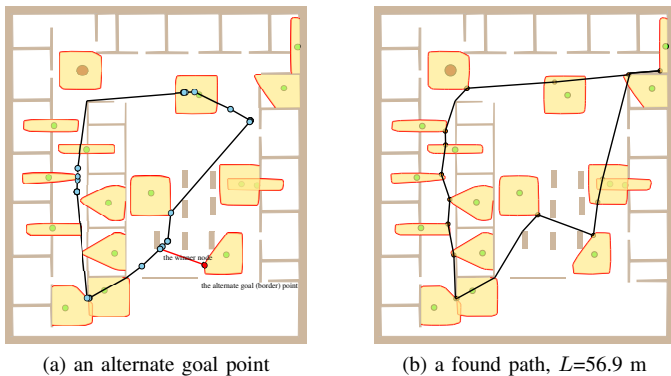 the winner node
the alternate goal (border) point
(a) an alternate goal point
(b) a found path, L=56.9 m